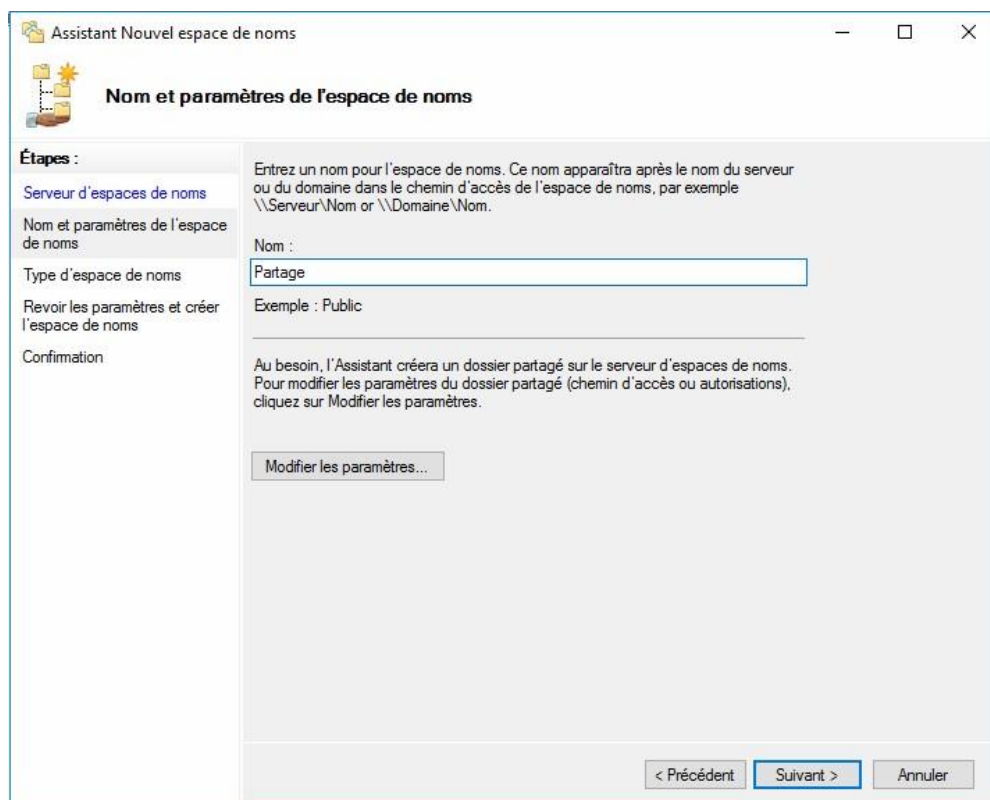 Assistant Nouvel espace de noms
Nom et paramètres de l'espace de noms
Étapes :
Serveur d'espaces de noms
Nom et paramètres de l'espace
de noms
Type d'espace de noms
Revoir les paramètres et créer
l'espace de noms
Confirmation
Entrez un nom pour l'espace de noms. Ce nom apparaîtra après le nom du serveur
ou du domaine dans le chemin d'accès de l'espace de noms, par exemple
\\Serveur\Nom or \\Domaine\Nom.
Nom :
Partage
Exemple : Public
Au besoin, l'Assistant créera un dossier partagé sur le serveur d'espaces de noms.
Pour modifier les paramètres du dossier partagé (chemin d'accès ou autorisations),
cliquez sur Modifier les paramètres.
Modifier les paramètres...
< Précédent
Suivant >
Annuler